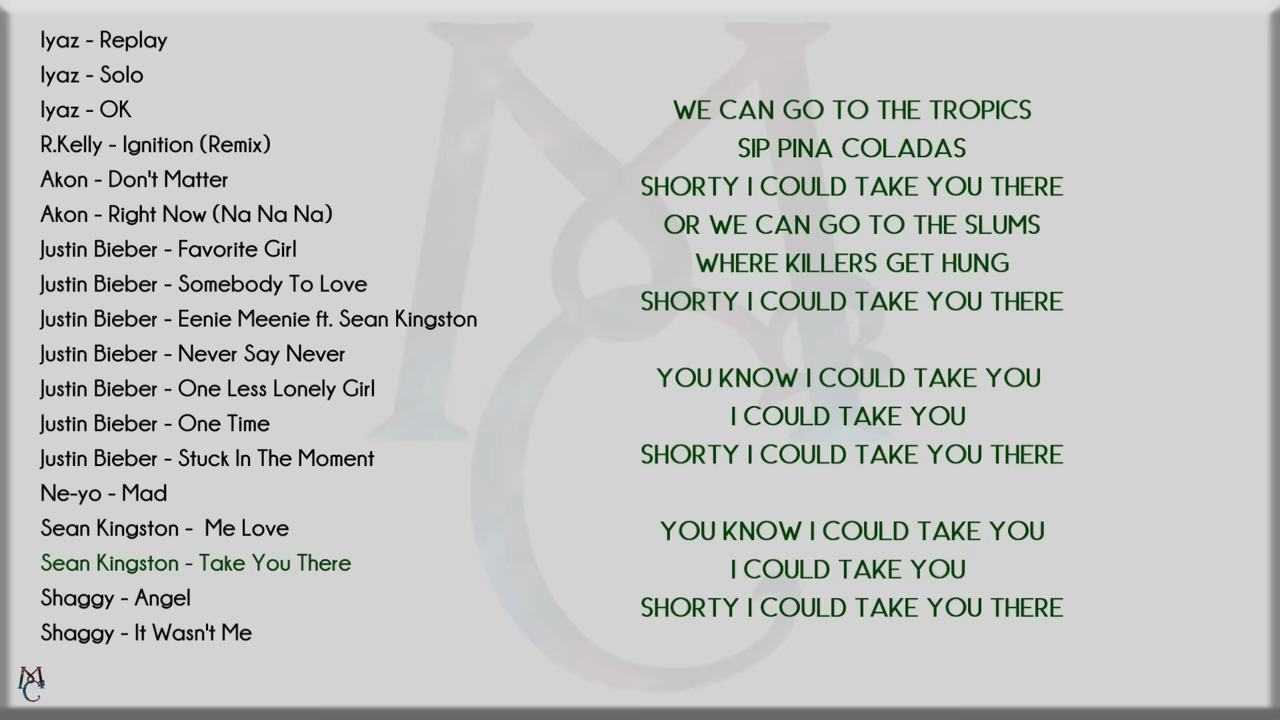 Iyaz - Replay
Iyaz - Solo
Iyaz - OK
R.Kelly - Ignition (Remix)
Akon - Don't Matter
Akon - Right Now (Na Na Na)
Justin Bieber - Favorite Girl
Justin Bieber - Somebody To Love
Justin Bieber - Eenie Meenie ft. Sean Kingston
Justin Bieber - Never Say Never
Justin Bieber - One Less Lonely Girl
Justin Bieber - One Time
Justin Bieber - Stuck In The Moment
Ne-yo - Mad
Sean Kingston -  Me Love
Sean Kingston - Take You There
Shaggy - Angel
Shaggy - It Wasn't Me
WE CAN GO TO THE TROPICS
SIP PINA COLADAS
SHORTY I COULD TAKE YOU THERE
OR WE CAN GO TO THE SLUMS
WHERE KILLERS GET HUNG
SHORTY I COULD TAKE YOU THERE
YOU KNOW I COULD TAKE YOU
I COULD TAKE YOU
SHORTY I COULD TAKE YOU THERE
YOU KNOW I COULD TAKE YOU
I COULD TAKE YOU
SHORTY I COULD TAKE YOU THERE